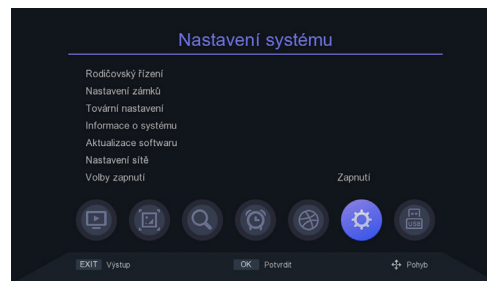 Nastavení systému
Rodičovský řízení
Nastavení zámků
Tovární nastavení
Informace o systému
Aktualizace softwaru
Nastavení sítě
Volby zapnutí Zapnutí
USB
EXIT Výstup OK Potvrdit Pohyb